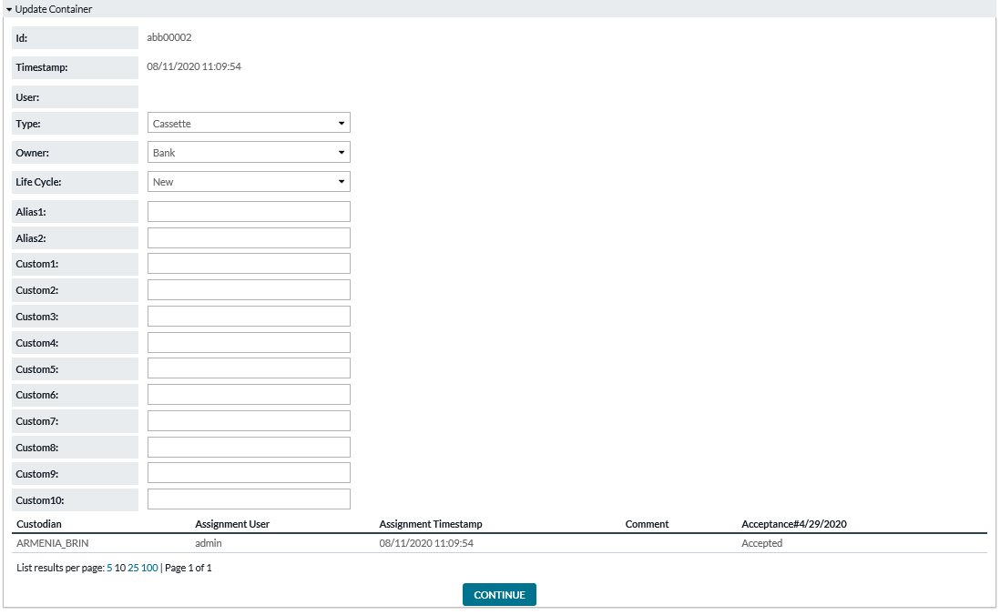 Update Container
Id: abb00002
Timestamp: 08/11/2020 11:09:54
User:
Type: Cassette
Owner: Bank
Life Cycle: New
Alias1:
Alias2:
Custom1:
Custom2:
Custom3:
Custom4:
Custom5:
Custom6:
Custom7:
Custom8:
Custom9:
Custom10:
Custodian Assignment User Assignment Timestamp Comment Acceptance#4/29/2020
ARMENIA_BRIN admin 08/11/2020 11:09:54 Accepted
List results per page: 5 10 25 100 | Page 1 of 1
CONTINUE